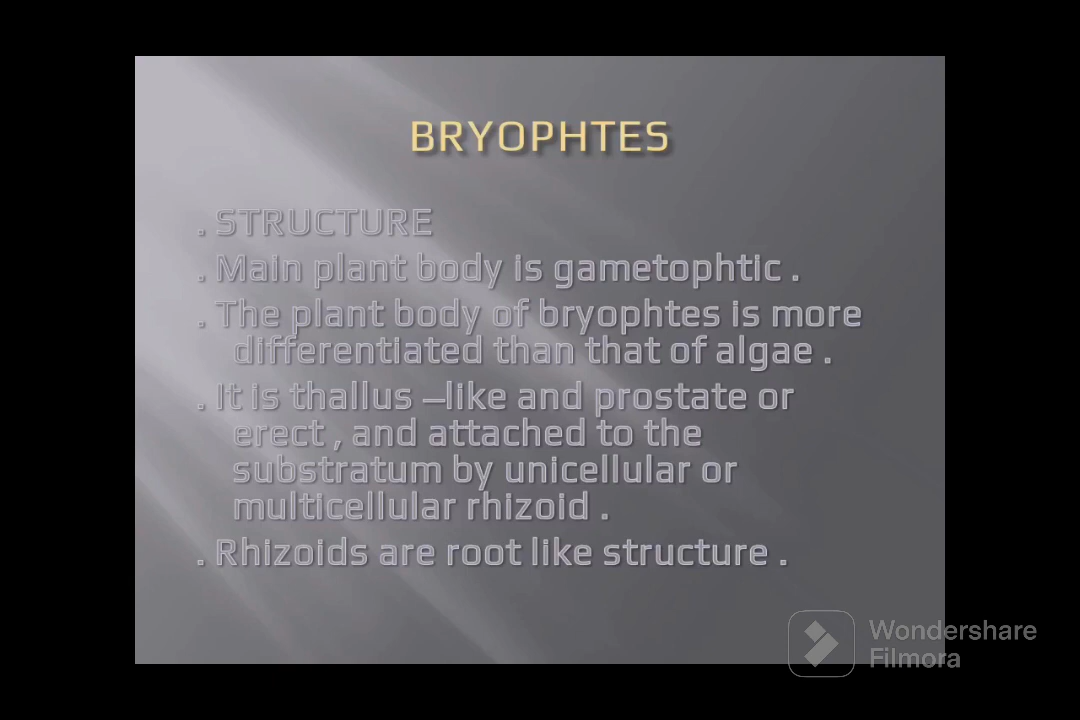 BRYOPHTES
. STRUCTURE
. Main plant body is gametophtic .
. The plant body of bryophtes is more
differentiated than that of algae .
. It is thallus –like and prostate or
erect , and attached to the
substratum by unicellular or
multicellular rhizoid .
. Rhizoids are root like structure .
Wondershare
Filmora